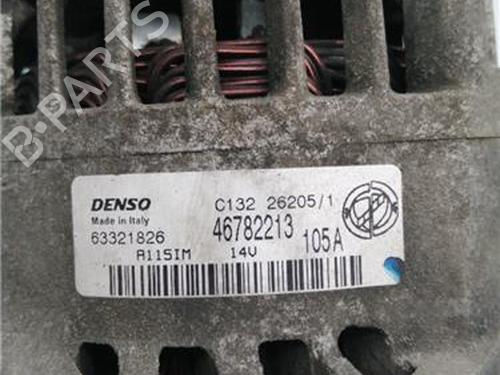 B-PARTS
DENSO
Made in Italy
C132 26205/1
63321826
46782213
105A
A115IM
14V